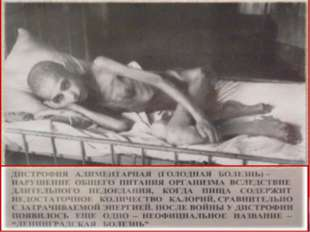 ДИСТРОФИЯ АЛИМЕНТАРНАЯ (ГОЛОДНАЯ БОЛЕЗНЬ) –
НАРУШЕНИЕ ОБЩЕГО ПИТАНИЯ ОРГАНИЗМА ВСЛЕДСТВИЕ
ДЛИТЕЛЬНОГО НЕДОЕДАНИЯ, КОГДА ПИЩА СОДЕРЖИТ
НЕДОСТАТОЧНОЕ КОЛИЧЕСТВО КАЛОРИЙ, СРАВНИТЕЛЬНО
С ЗАТРАЧИВАЕМОЙ ЭНЕРГИЕЙ. ПОСЛЕ ВОЙНЫ У ДИСТРОФИИ
ПОЯВИЛОСЬ УЖЕ ОДНО – НЕОФИЦИАЛЬНОЕ НАЗВАНИЕ –
"ЛЕНИНГРАДСКАЯ БОЛЕЗНЬ"